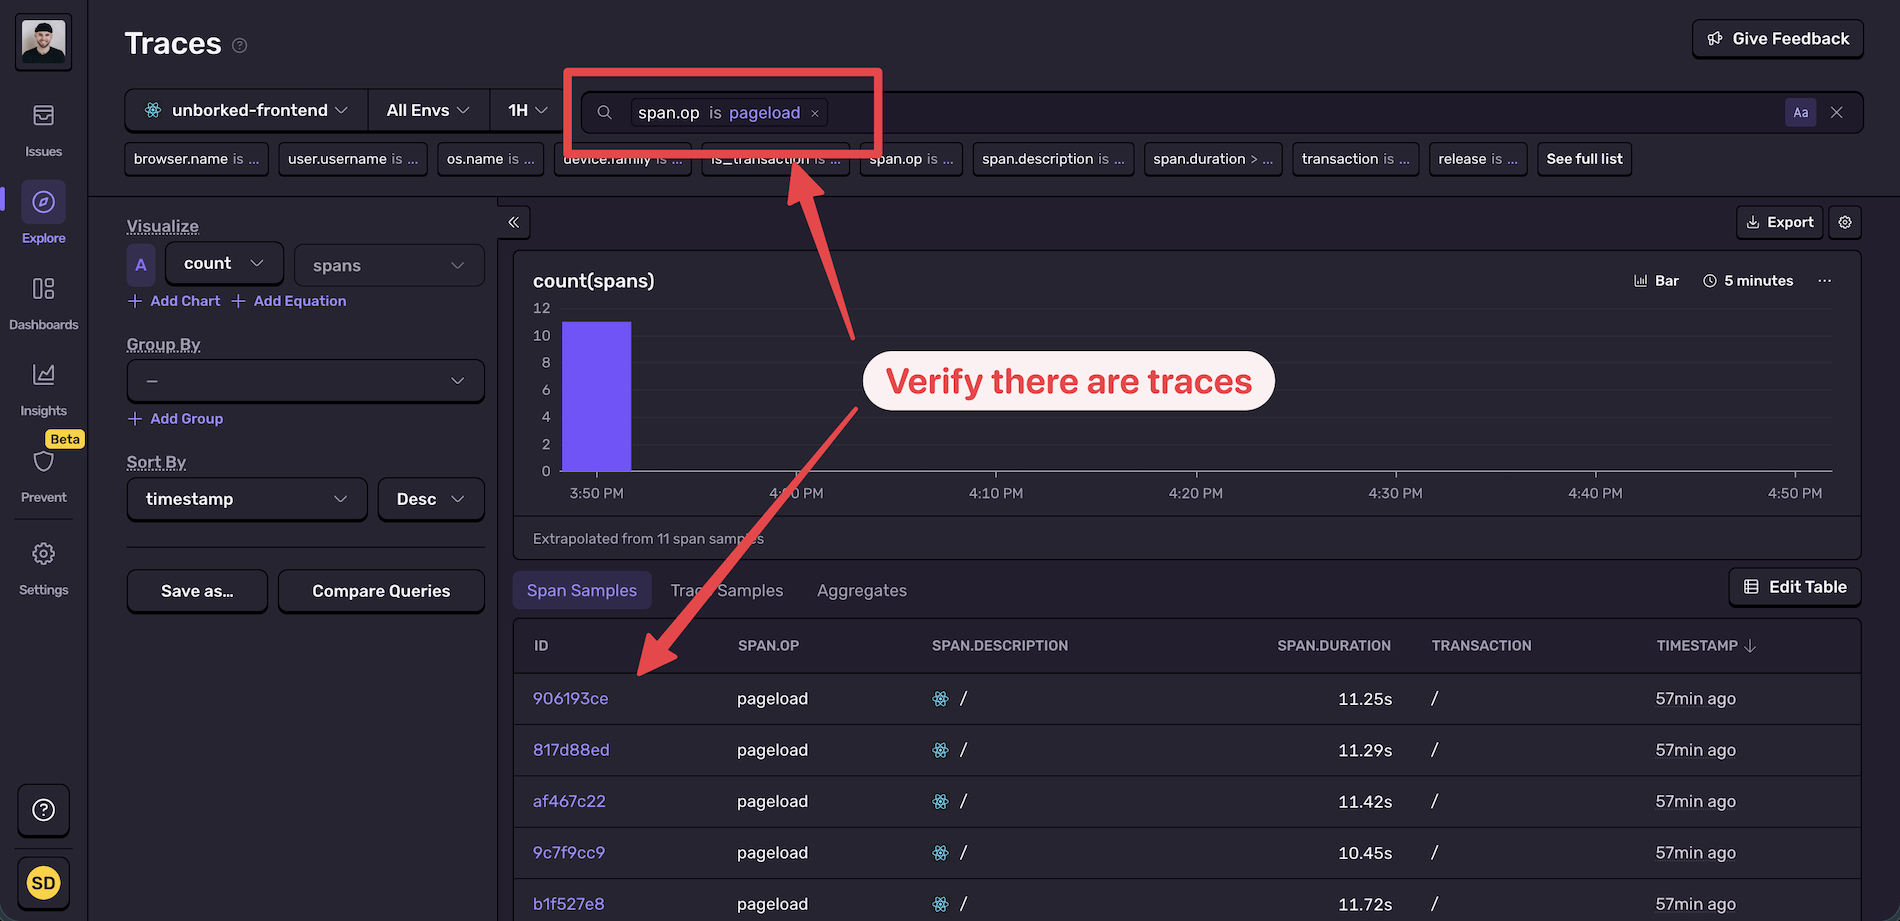 Traces
Give Feedback
unborked-frontend
All Envs
1H
span.op is pageload
Aa
browser.name is ...
user.username is ...
os.name is ...
device.family is ...
is_transaction is ...
span.op is ...
span.description is ...
span.duration > ...
transaction is ...
release is ...
See full list
Issues
Explore
Dashboards
Insights
Beta
Prevent
Settings
SD
Visualize
A
count
spans
+ Add Chart
+ Add Equation
Group By
—
+ Add Group
Sort By
timestamp
Desc
Save as...
Compare Queries
Export
count(spans)
Bar
5 minutes
12
10
8
6
4
2
0
3:50 PM
4:00 PM
4:10 PM
4:20 PM
4:30 PM
4:40 PM
4:50 PM
Verify there are traces
Extrapolated from 11 span samples
Span Samples
Trace Samples
Aggregates
Edit Table
ID SPAN.OP SPAN.DESCRIPTION SPAN.DURATION TRANSACTION TIMESTAMP
906193ce pageload / 11.25s / 57min ago
817d88ed pageload / 11.29s / 57min ago
af467c22 pageload / 11.42s / 57min ago
9c7f9cc9 pageload / 10.45s / 57min ago
b1f527e8 pageload / 11.72s / 57min ago